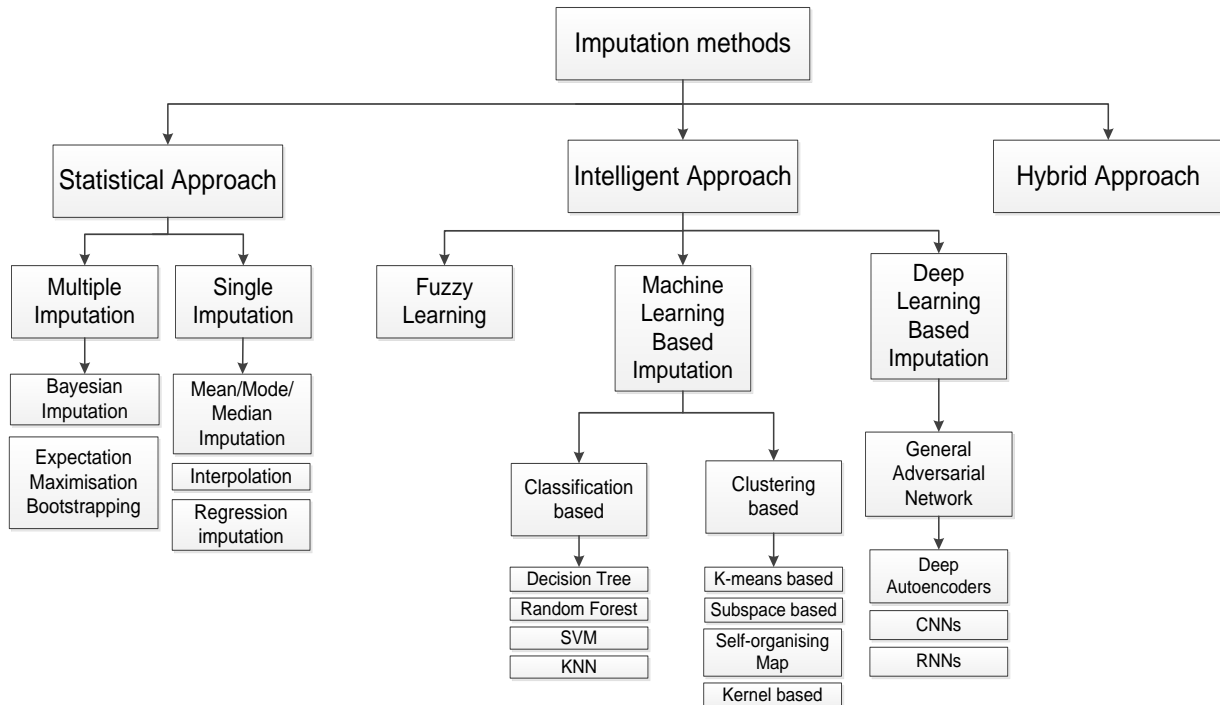 Imputation methods
Statistical Approach
Intelligent Approach
Hybrid Approach
Multiple
Imputation
Single
Imputation
Fuzzy
Learning
Machine
Learning
Based
Imputation
Deep
Learning
Based
Imputation
Bayesian
Imputation
Expectation
Maximisation
Bootstrapping
Mean/Mode/
Median
Imputation
Interpolation
Regression
imputation
Classification
based
Decision Tree
Random Forest
SVM
KNN
Clustering
based
K-means based
Subspace based
Self-organising
Map
Kernel based
General
Adversarial
Network
Deep
Autoencoders
CNNs
RNNs